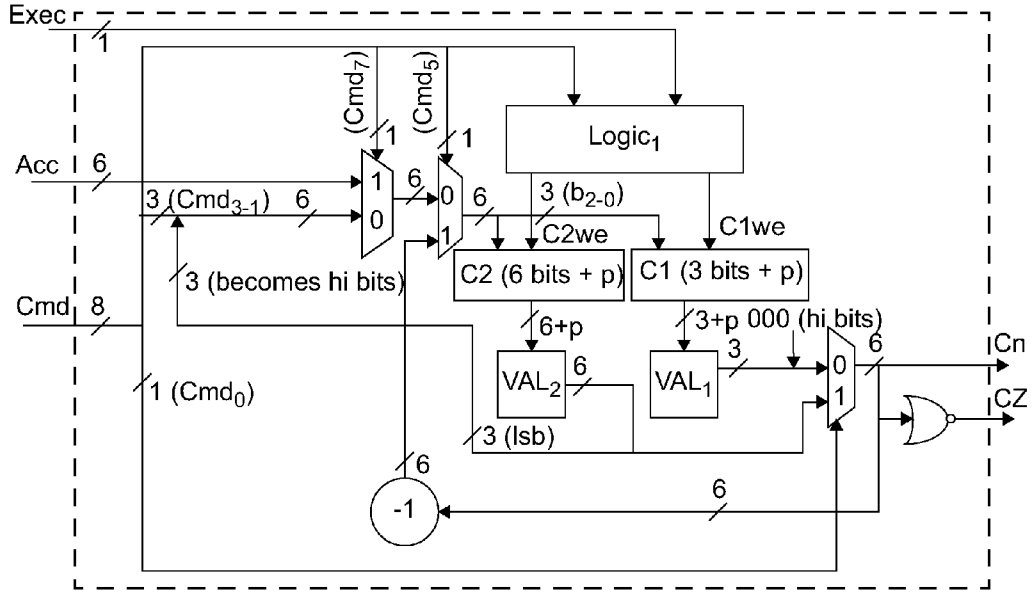 Exec
1
(Cmd7)
(Cmd5)
1
1
Logic1
Acc
6
1
0
6
0
1
6
3 (b2-0)
3 (Cmd3-1)
6
C2we
C1we
3 (becomes hi bits)
C2 (6 bits + p)
C1 (3 bits + p)
Cmd
8
6+p
3+p
000 (hi bits)
VAL2
6
VAL1
3
0
1
6
Cn
CZ
1 (Cmd0)
3 (lsb)
6
-1
6